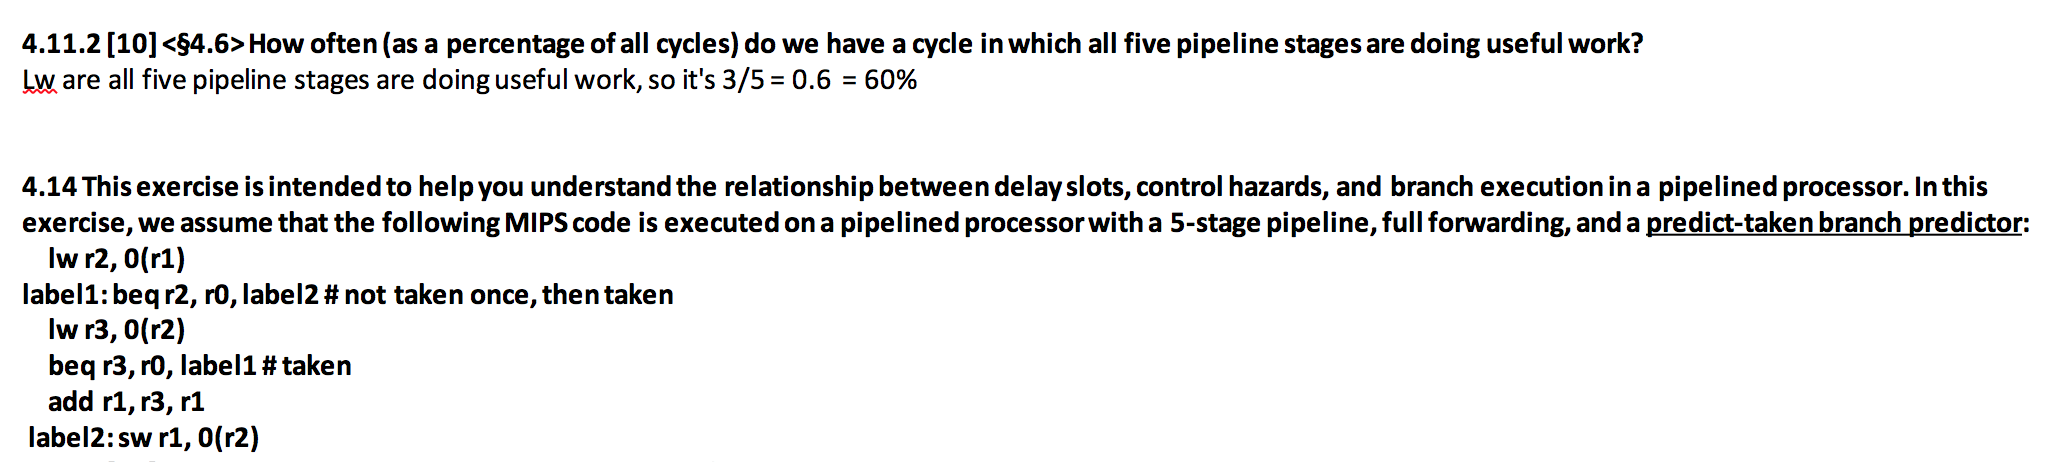 4.11.2 [10] <§4.6> How often (as a percentage of all cycles) do we have a cycle in which all five pipeline stages are doing useful work?
Lw are all five pipeline stages are doing useful work, so it's 3/5 = 0.6 = 60%
4.14 This exercise is intended to help you understand the relationship between delay slots, control hazards, and branch execution in a pipelined processor. In this
exercise, we assume that the following MIPS code is executed on a pipelined processor with a 5-stage pipeline, full forwarding, and a predict-taken branch predictor:
lw r2, 0(r1)
label1: beq r2, r0, label2 # not taken once, then taken
lw r3, 0(r2)
beq r3, r0, label1 # taken
add r1, r3, r1
label2: sw r1, 0(r2)